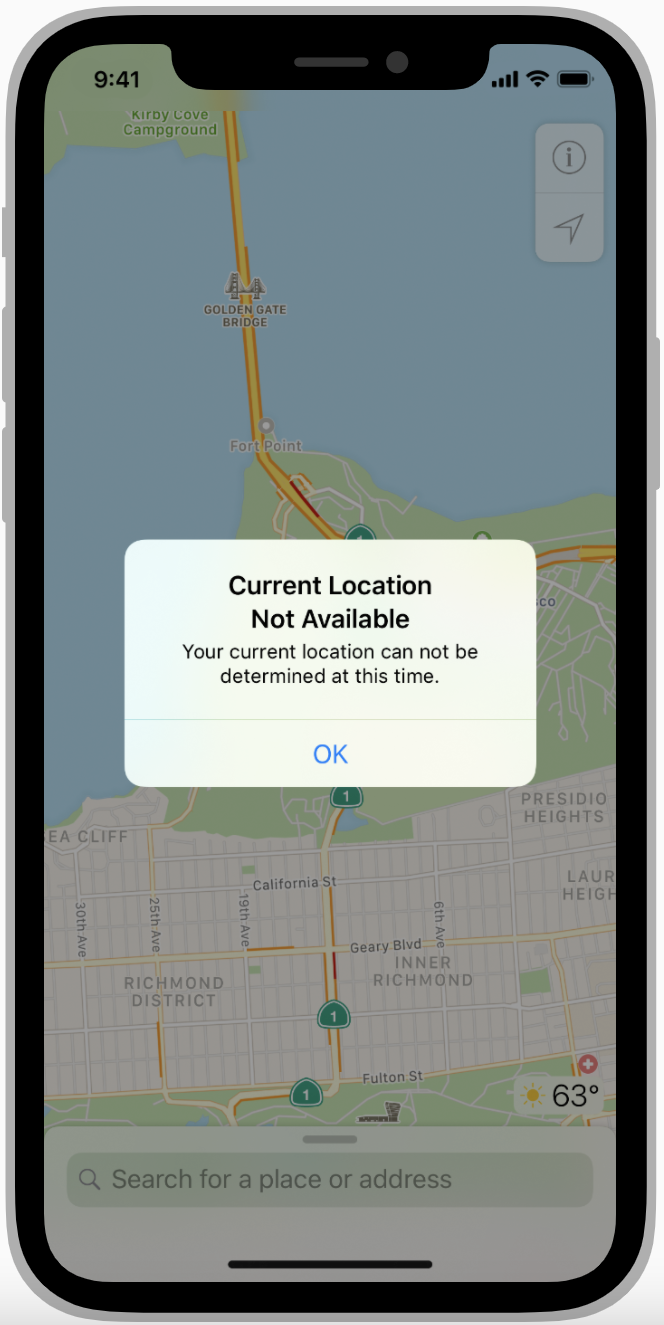 9:41
Kirby Cove
Campground
GOLDEN GATE
BRIDGE
Fort Point
1
Current Location
Not Available
Your current location can not be
determined at this time.
OK
sco
1
PRESIDIO
HEIGHTS
EA CLIFF
LAUR
HEIGH
California St
30th Ave
25th Ave
19th Ave
6th Ave
Geary Blvd
INNER
RICHMOND
RICHMOND
DISTRICT
1
Fulton St
1
63°
Search for a place or address